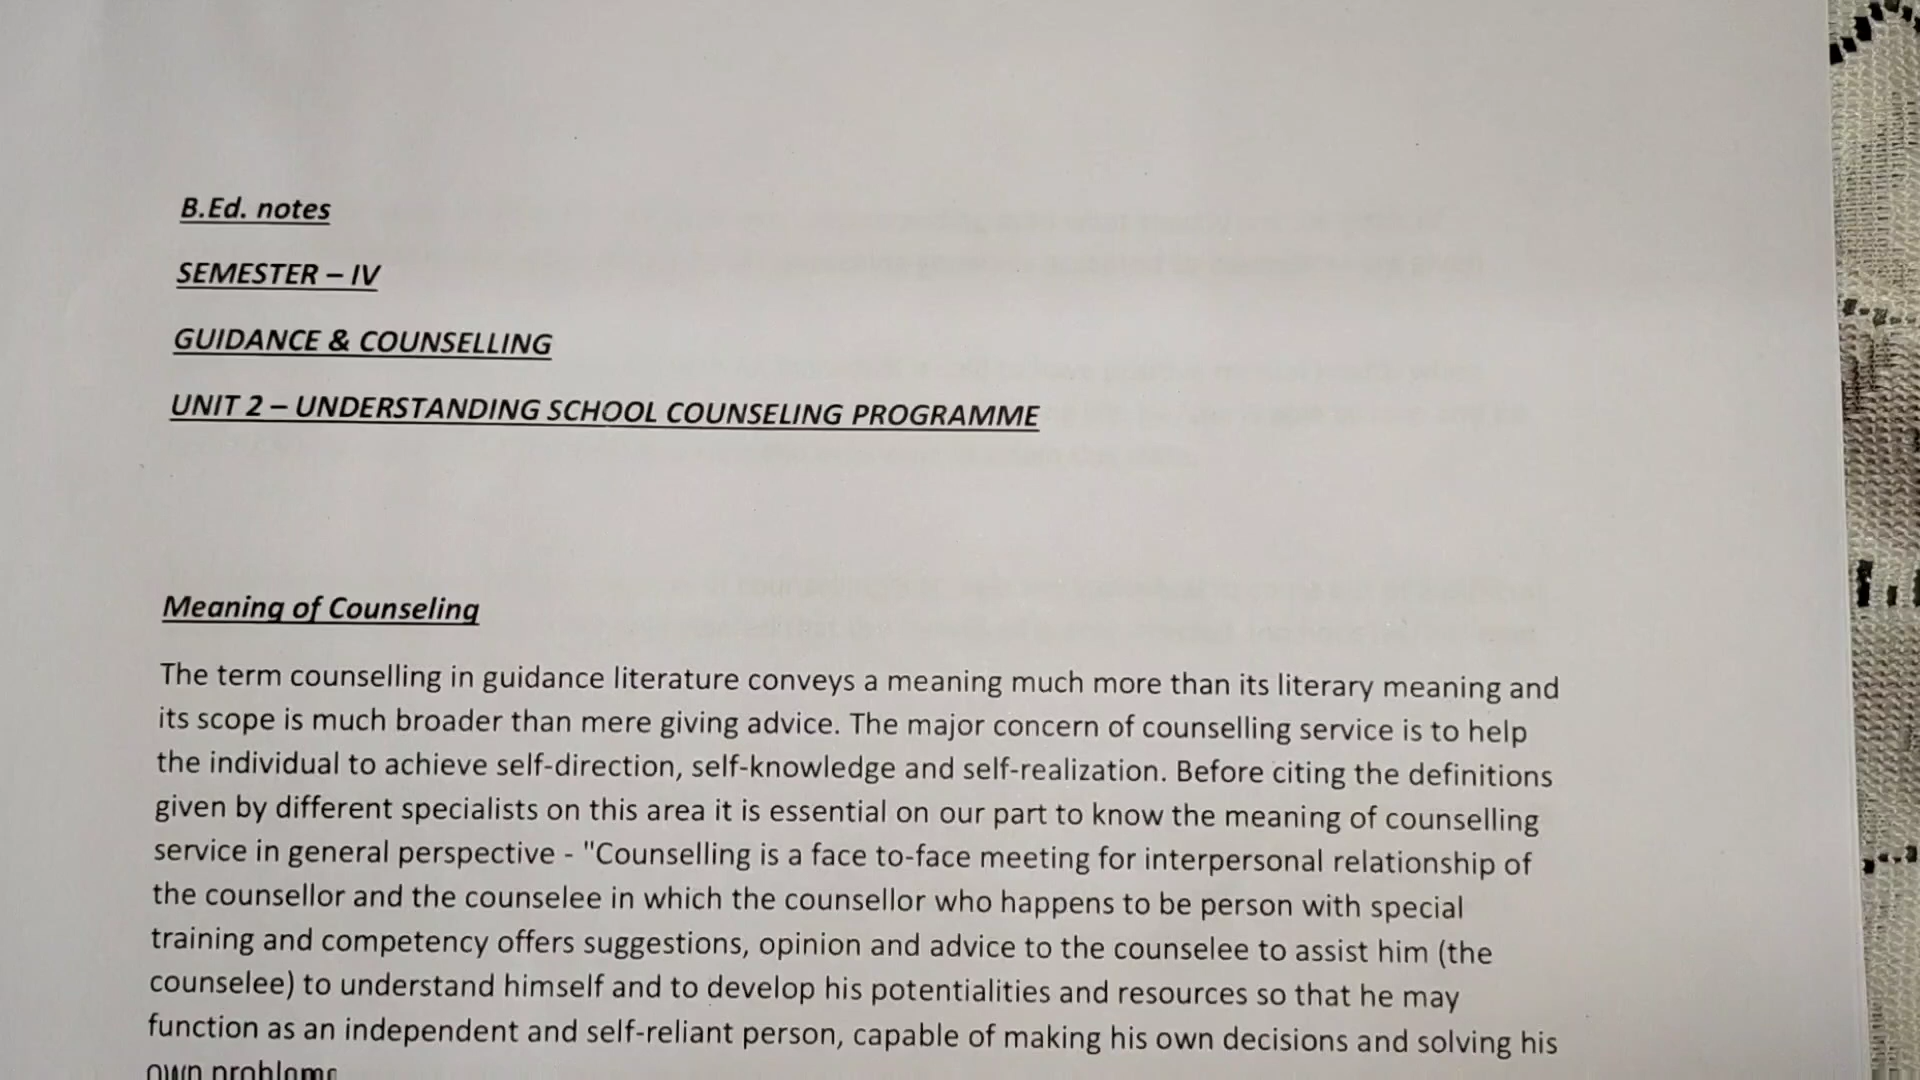 B.Ed. notes
SEMESTER – IV
GUIDANCE & COUNSELLING
UNIT 2 – UNDERSTANDING SCHOOL COUNSELING PROGRAMME
Meaning of Counseling
The term counselling in guidance literature conveys a meaning much more than its literary meaning and
its scope is much broader than mere giving advice. The major concern of counselling service is to help
the individual to achieve self-direction, self-knowledge and self-realization. Before citing the definitions
given by different specialists on this area it is essential on our part to know the meaning of counselling
service in general perspective - "Counselling is a face to-face meeting for interpersonal relationship of
the counsellor and the counselee in which the counsellor who happens to be person with special
training and competency offers suggestions, opinion and advice to the counselee to assist him (the
counselee) to understand himself and to develop his potentialities and resources so that he may
function as an independent and self-reliant person, capable of making his own decisions and solving his
own problems